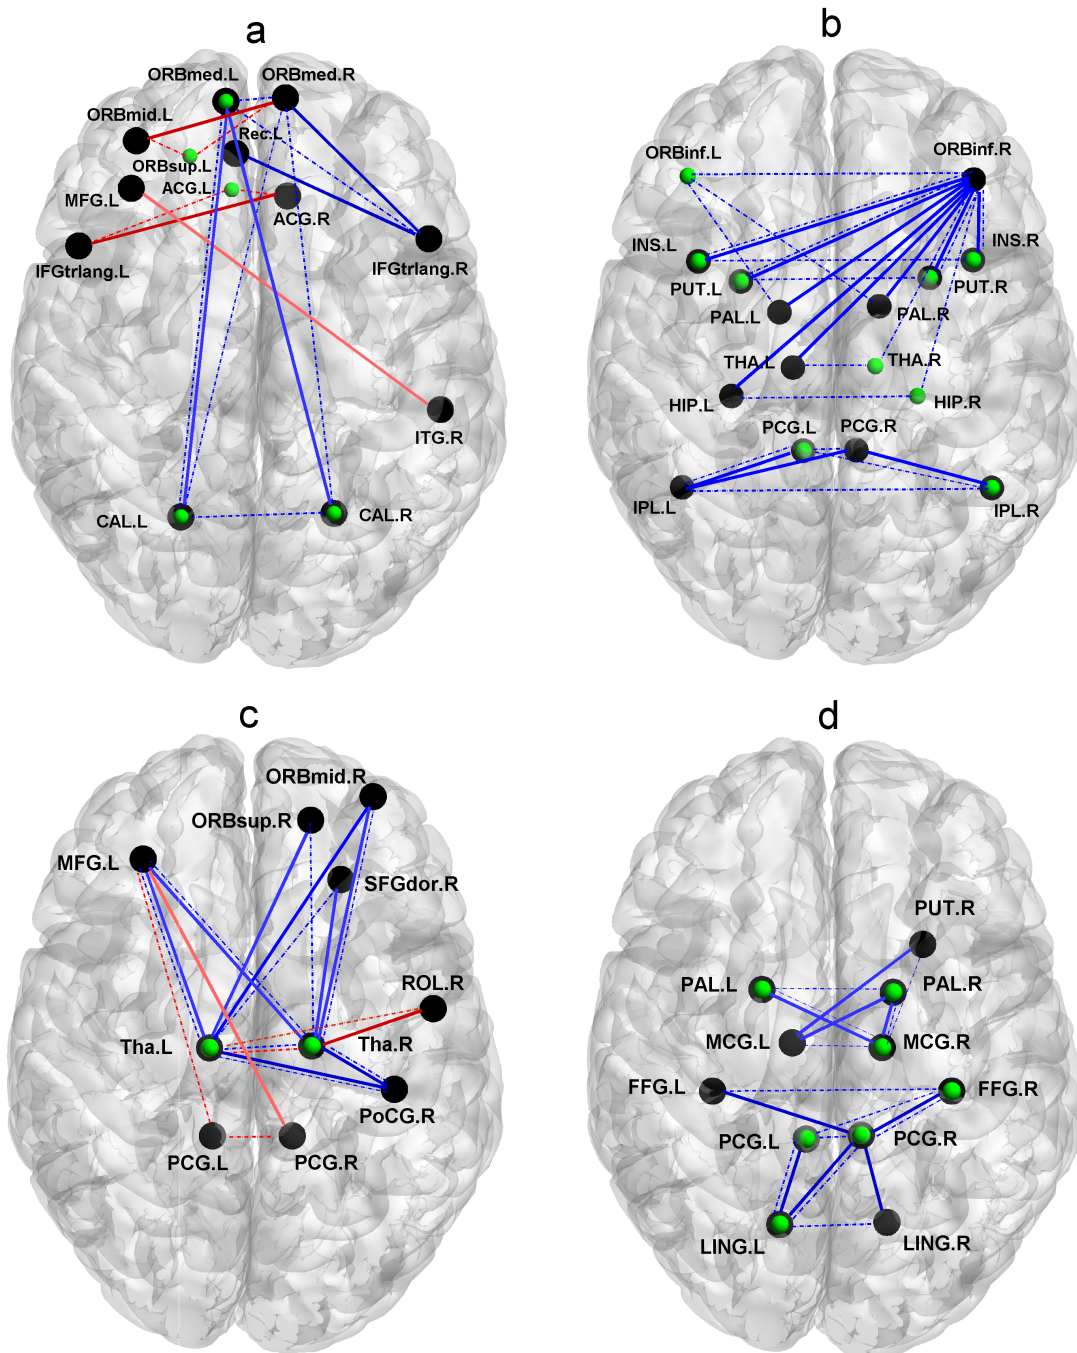 a
ORBmed.L
ORBmed.R
ORBmid.L
Rec.L
ORBsup.L
MFG.L
ACG.L
ACG.R
IFGtrlang.L
IFGtrlang.R
ITG.R
CAL.L
CAL.R
b
ORBinf.L
ORBinf.R
INS.L
INS.R
PUT.L
PUT.R
PAL.L
PAL.R
THA.L
THA.R
HIP.L
HIP.R
PCG.L
PCG.R
IPL.L
IPL.R
c
ORBmid.R
ORBsup.R
MFG.L
SFGdor.R
ROL.R
Tha.L
Tha.R
PoCG.R
PCG.L
PCG.R
d
PUT.R
PAL.L
PAL.R
MCG.L
MCG.R
FFG.L
FFG.R
PCG.L
PCG.R
LING.L
LING.R